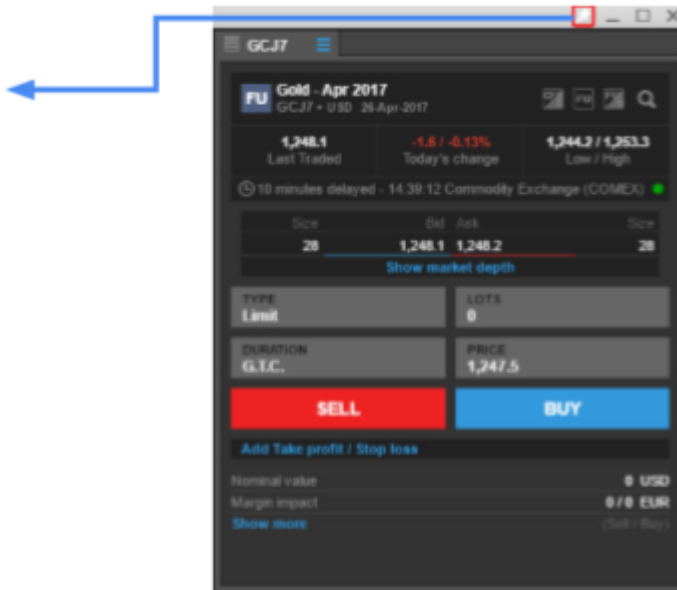 GCJ7
FU Gold - Apr 2017
GCJ7 • USD 26-Apr-2017
FU
1,248.1 -1.6 / -0.13% 1,244.2 / 1,253.3
Last Traded Today's change Low / High
10 minutes delayed - 14:39:12 Commodity Exchange (COMEX)
Size Bid Ask Size
28 1,248.1 1,248.2 28
Show market depth
TYPE LOTS
Limit 0
DURATION PRICE
G.T.C. 1,247.5
SELL BUY
Add Take profit / Stop loss
Nominal value 0 USD
Margin impact 0 / 0 EUR
Show more (Sell / Buy)